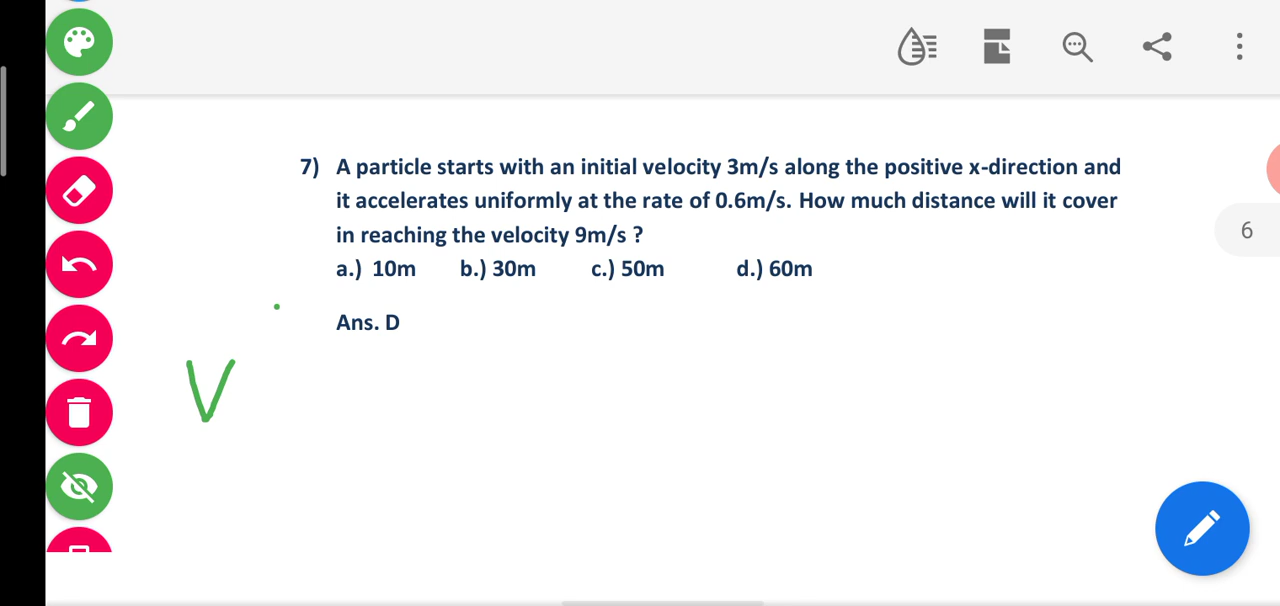 7) A particle starts with an initial velocity 3m/s along the positive x-direction and
it accelerates uniformly at the rate of 0.6m/s. How much distance will it cover
in reaching the velocity 9m/s ?
a.) 10m b.) 30m c.) 50m d.) 60m
6
Ans. D
V